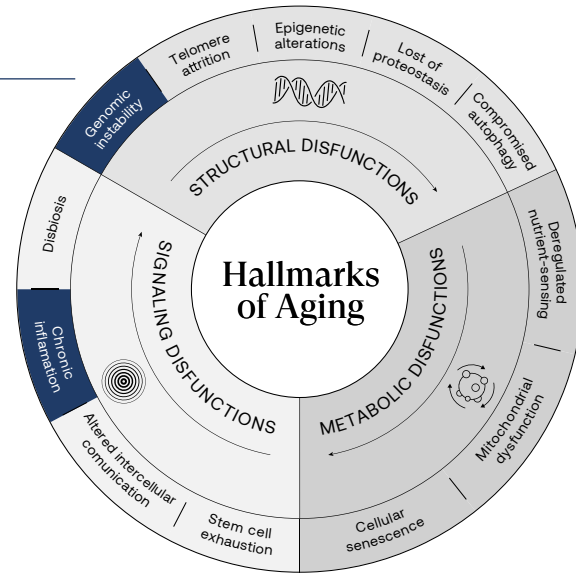 Hallmarks
of Aging
STRUCTURAL DISFUNCTIONS
Genomic
instability
Telomere
attrition
Epigenetic
alterations
Lost of
proteostasis
Compromised
autophagy
METABOLIC DISFUNCTIONS
Deregulated
nutrient-sensing
Mitochondrial
dysfunction
Cellular
senescence
SIGNALING DISFUNCTIONS
Stem cell
exhaustion
Altered intercellular
comunication
Chronic
inflamation
Disbiosis